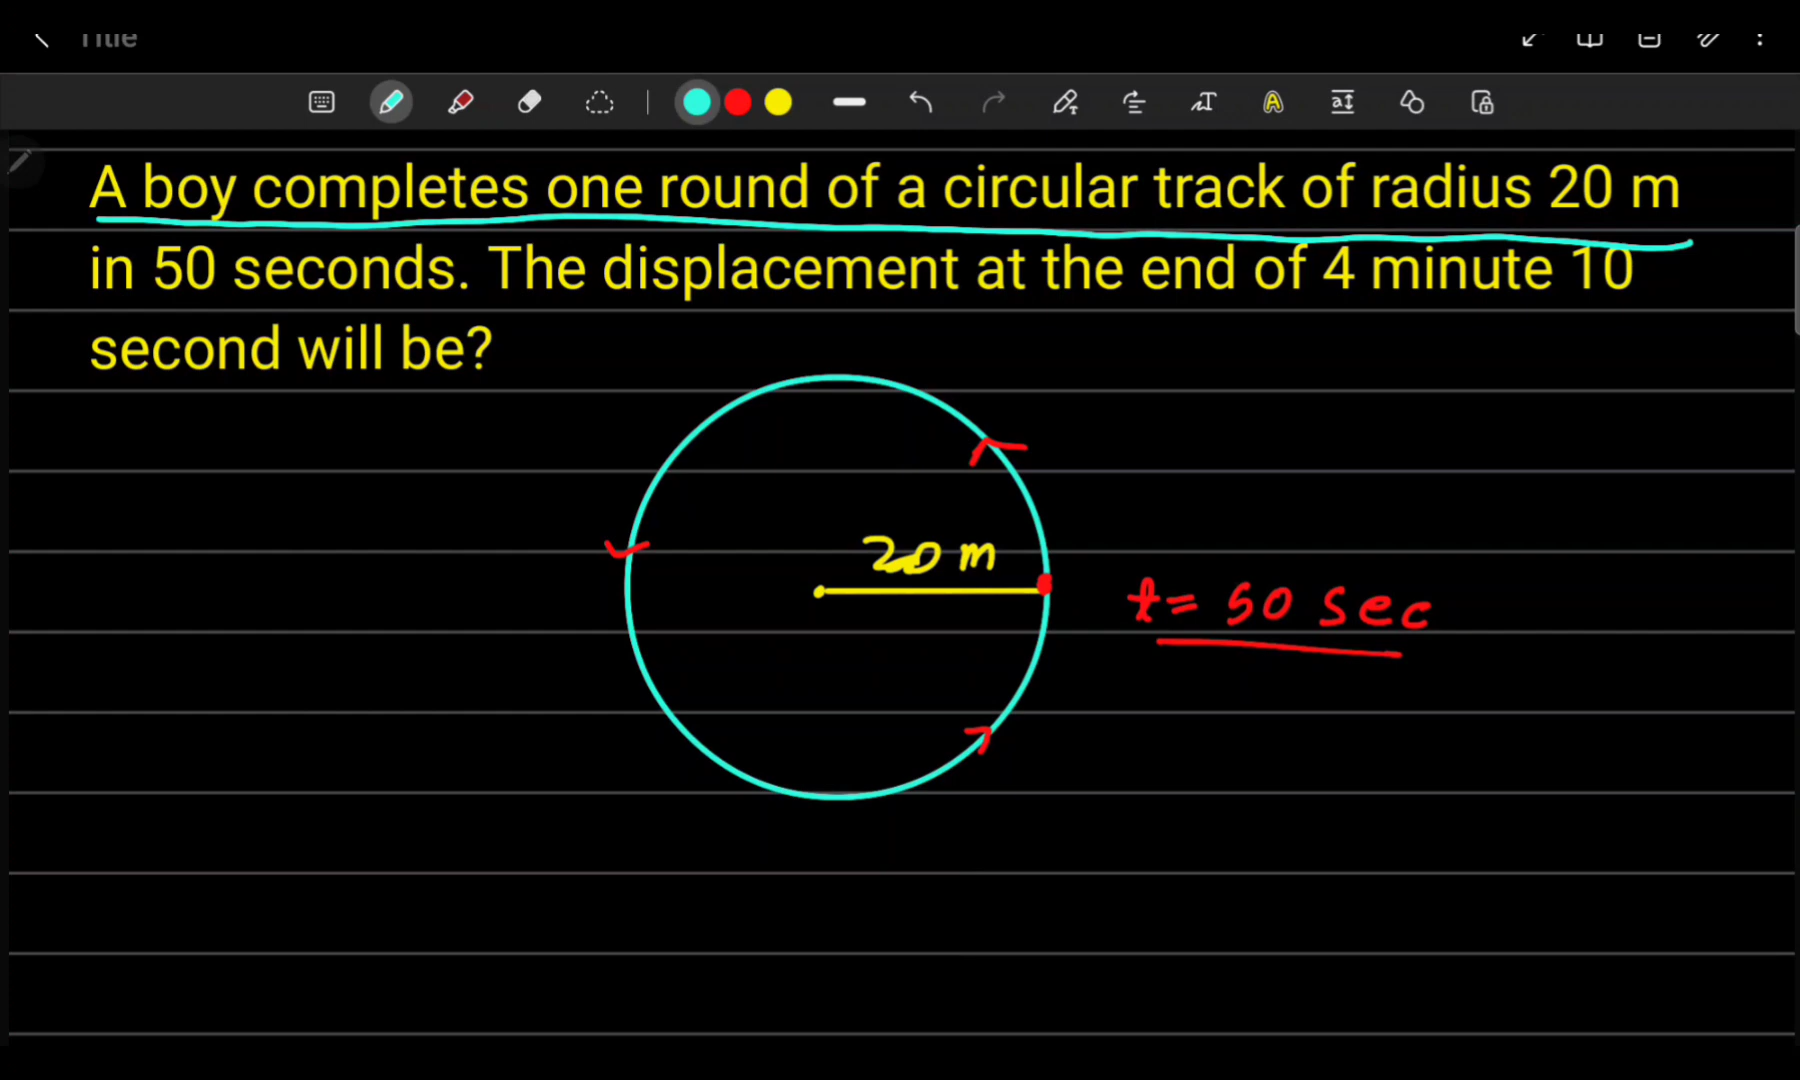 Title
A boy completes one round of a circular track of radius 20 m
in 50 seconds. The displacement at the end of 4 minute 10
second will be?
20 m
t= 50 sec